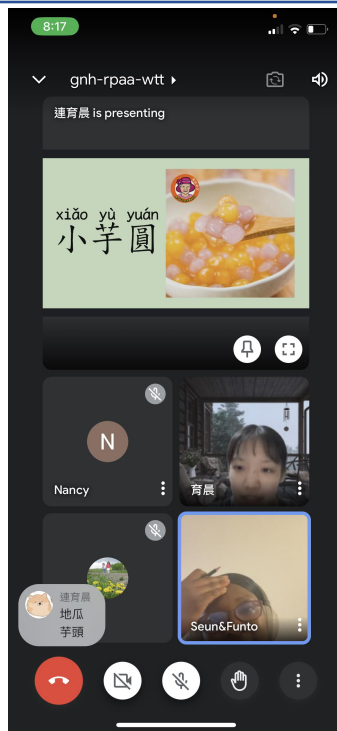 8:17
gnh-rpaa-wtt
連育晨 is presenting
xiǎo yù yuán
小芋圓
N
Nancy
育晨
連育晨
地瓜
芋頭
Seun&Funto